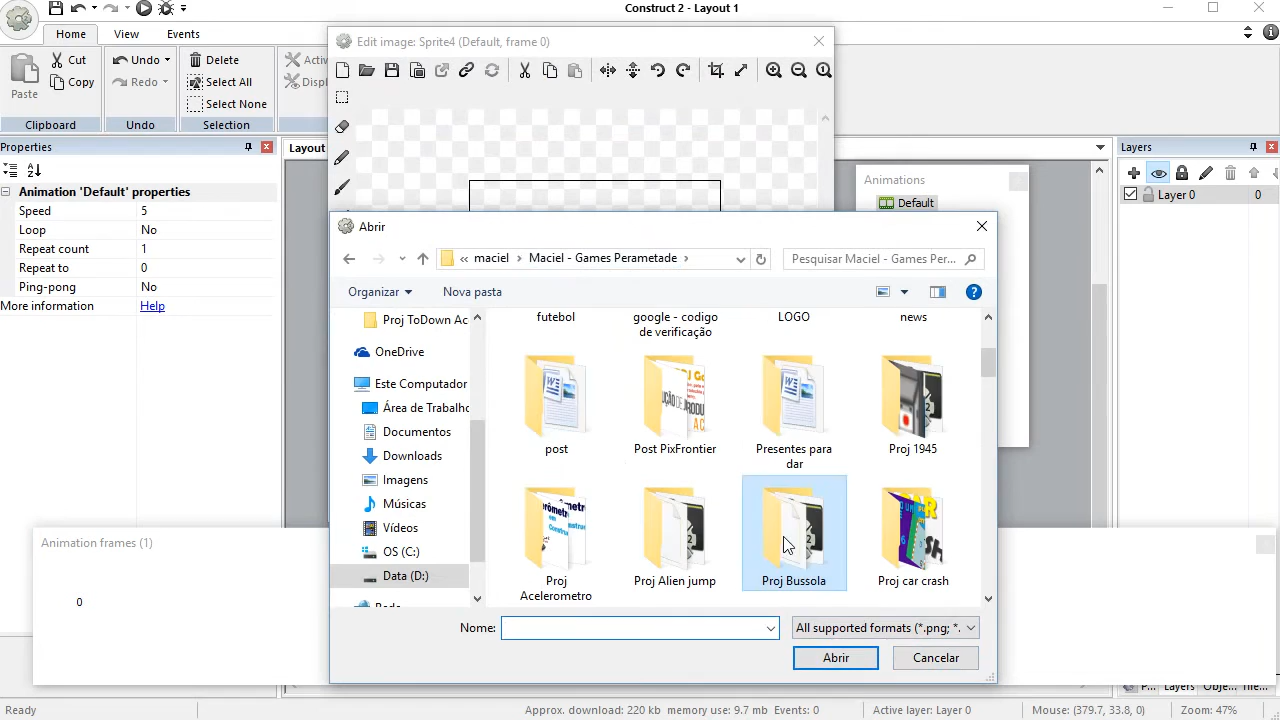 Construct 2 - Layout 1
Home
View
Events
Paste
Cut
Copy
Clipboard
Undo
Redo
Undo
Delete
Select All
Select None
Selection
Activ
Displ
Edit image: Sprite4 (Default, frame 0)
Properties
Animation 'Default' properties
Speed 5
Loop No
Repeat count 1
Repeat to 0
Ping-pong No
More information Help
Layout
Animations
Default
Layers
Layer 0 0
Abrir
« maciel > Maciel - Games Perametade >
Pesquisar Maciel - Games Per...
Organizar
Nova pasta
Proj ToDown Ac
OneDrive
Este Computador
Área de Trabalho
Documentos
Downloads
Imagens
Músicas
Vídeos
OS (C:)
Data (D:)
futebol
google - codigo
de verificação
LOGO
news
post
Post PixFrontier
Presentes para
dar
Proj 1945
Proj
Acelerometro
Proj Alien jump
Proj Bussola
Proj car crash
Nome:
All supported formats (*.png; *.
Abrir
Cancelar
Animation frames (1)
0
P...
Layers
Obje...
Ready
Approx. download: 220 kb memory use: 9.7 mb Events: 0
Active layer: Layer 0
Mouse: (379.7, 33.8, 0)
Zoom: 47%